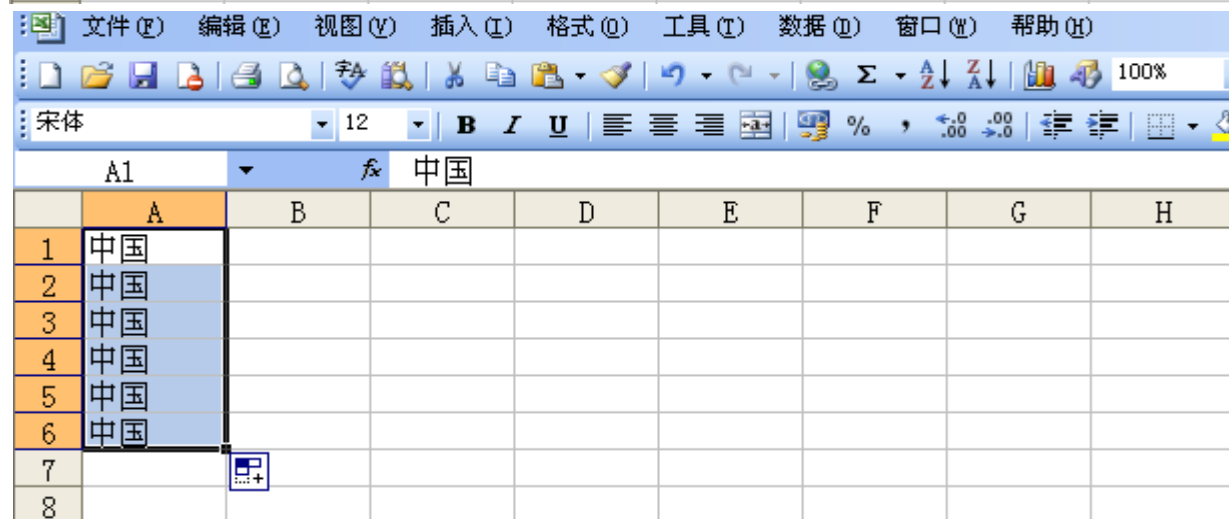 文件(F) 编辑(E) 视图(V) 插入(I) 格式(O) 工具(T) 数据(D) 窗口(W) 帮助(H)
100%
宋体 12 B I U % ,
A1 fx 中国
A B C D E F G H
1 中国
2 中国
3 中国
4 中国
5 中国
6 中国
7
8